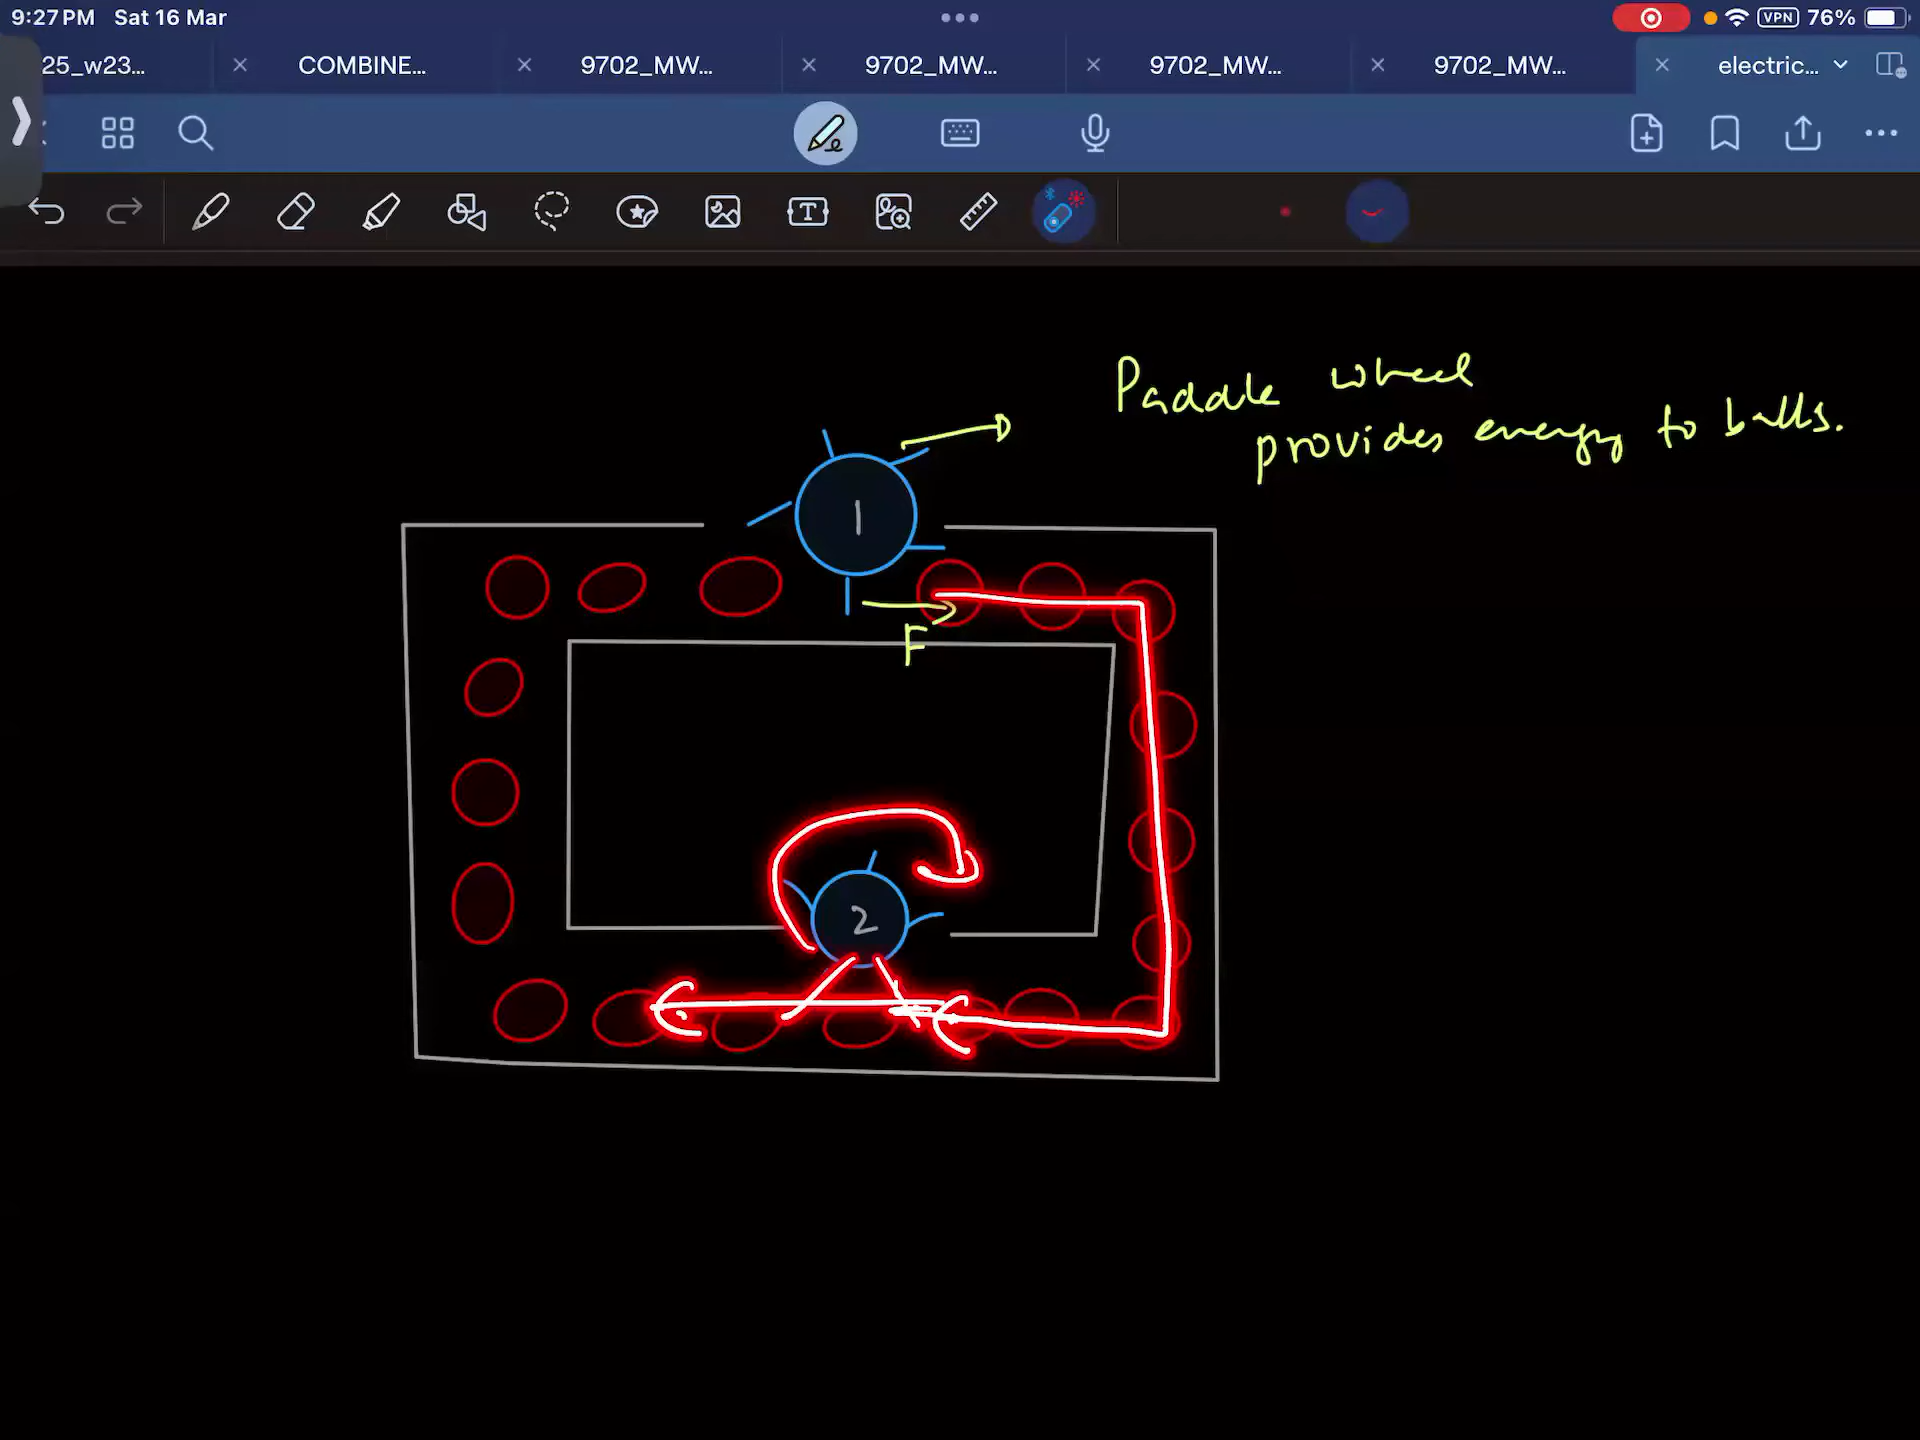 9:27 PM Sat 16 Mar
VPN 76%
25_w23...
COMBINE...
9702_MW...
9702_MW...
9702_MW...
9702_MW...
electric...
Paddle wheel
provides energy to balls.
1
F
2